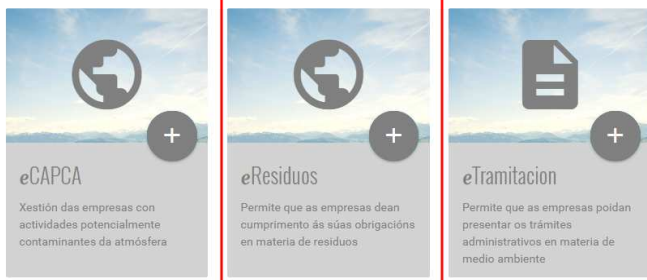 eCAPCA
Xestión das empresas con
actividades potencialmente
contaminantes da atmósfera
eResiduos
Permite que as empresas dean
cumprimento ás súas obrigacións
en materia de residuos
eTramitacion
Permite que as empresas poidan
presentar os trámites
administrativos en materia de
medio ambiente